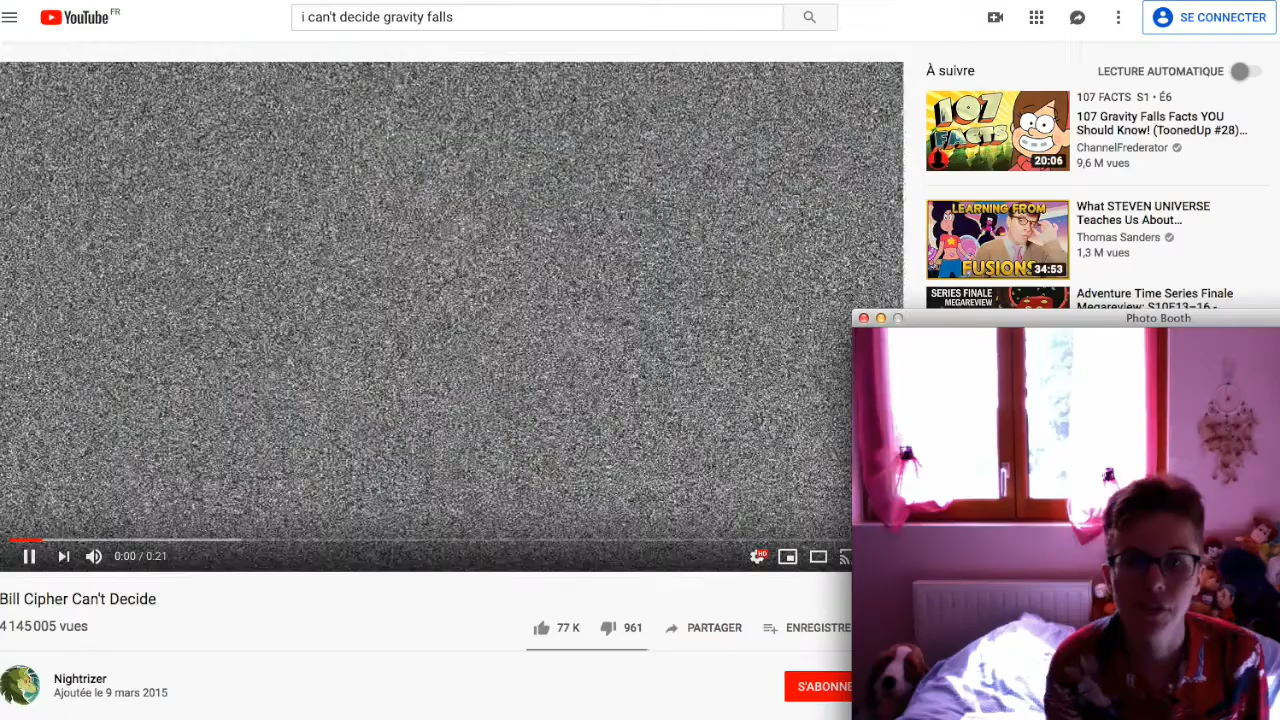 YouTube FR
i can't decide gravity falls
SE CONNECTER
À suivre
LECTURE AUTOMATIQUE
107 FACTS
20:06
107 FACTS S1 • É6
107 Gravity Falls Facts YOU
Should Know! (ToonedUp #28)...
ChannelFrederator
9,6 M vues
LEARNING FROM
FUSIONS
34:53
What STEVEN UNIVERSE
Teaches Us About...
Thomas Sanders
1,3 M vues
SERIES FINALE
MEGAREVIEW
Adventure Time Series Finale
Megareview: S10E13–16 -
Photo Booth
0:00 / 0:21
HD
Bill Cipher Can't Decide
4 145 005 vues
77 K
961
PARTAGER
ENREGISTRE
Nightrizer
Ajoutée le 9 mars 2015
S'ABONNE